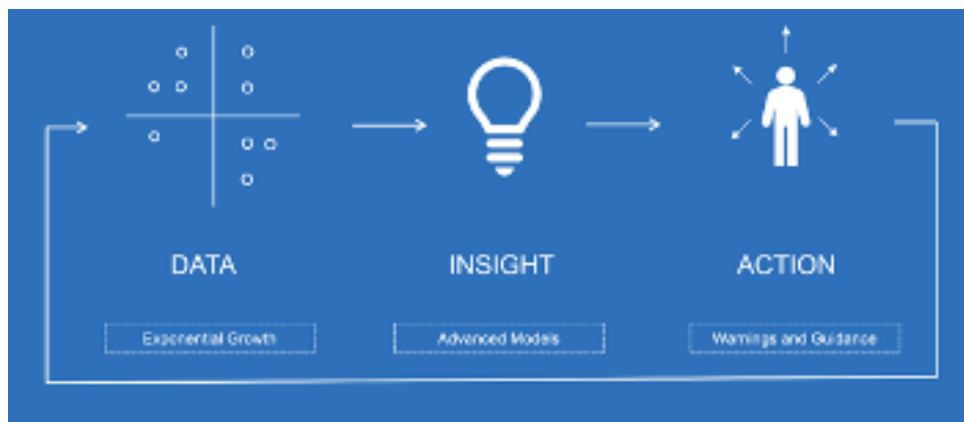 DATA
INSIGHT
ACTION
Exponential Growth
Advanced Models
Warnings and Guidance